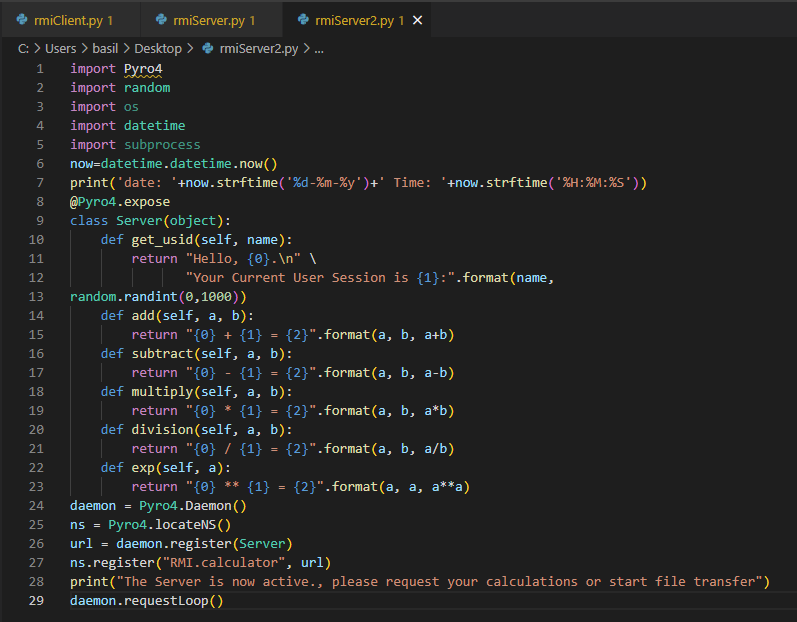 rmiClient.py 1 rmiServer.py 1 rmiServer2.py 1 ×
C: > Users > basil > Desktop > rmiServer2.py > ...
1 import Pyro4
2 import random
3 import os
4 import datetime
5 import subprocess
6 now=datetime.datetime.now()
7 print('date: '+now.strftime('%d-%m-%y')+' Time: '+now.strftime('%H:%M:%S'))
8 @Pyro4.expose
9 class Server(object):
10     def get_usid(self, name):
11         return "Hello, {0}.\n" \
12                "Your Current User Session is {1}:".format(name,
13 random.randint(0,1000))
14     def add(self, a, b):
15         return "{0} + {1} = {2}".format(a, b, a+b)
16     def subtract(self, a, b):
17         return "{0} - {1} = {2}".format(a, b, a-b)
18     def multiply(self, a, b):
19         return "{0} * {1} = {2}".format(a, b, a*b)
20     def division(self, a, b):
21         return "{0} / {1} = {2}".format(a, b, a/b)
22     def exp(self, a):
23         return "{0} ** {1} = {2}".format(a, a, a**a)
24 daemon = Pyro4.Daemon()
25 ns = Pyro4.locateNS()
26 url = daemon.register(Server)
27 ns.register("RMI.calculator", url)
28 print("The Server is now active., please request your calculations or start file transfer")
29 daemon.requestLoop()